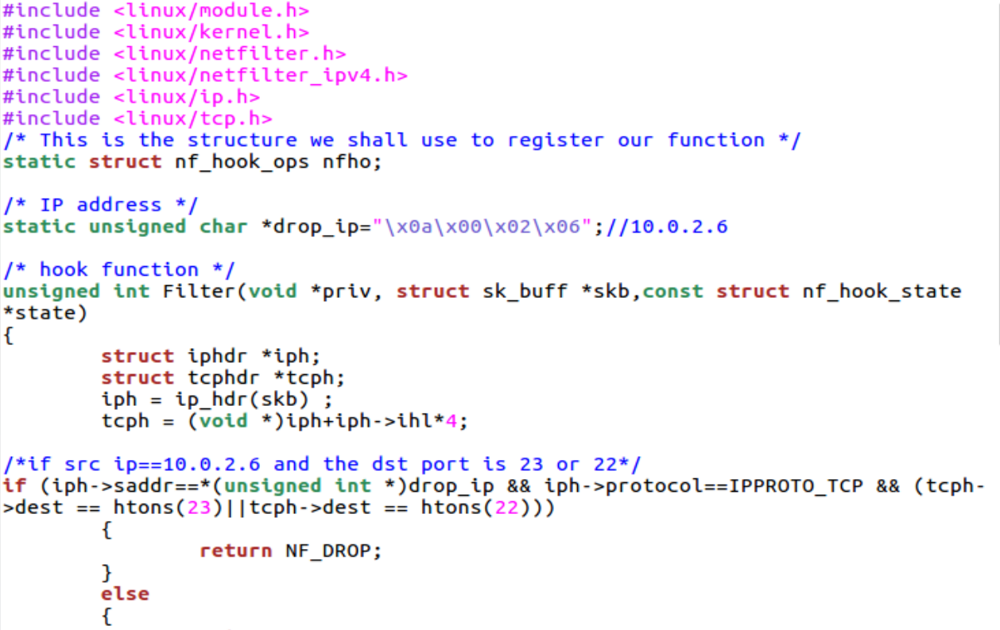 #include <linux/module.h>
#include <linux/kernel.h>
#include <linux/netfilter.h>
#include <linux/netfilter_ipv4.h>
#include <linux/ip.h>
#include <linux/tcp.h>
/* This is the structure we shall use to register our function */
static struct nf_hook_ops nfho;

/* IP address */
static unsigned char *drop_ip="\x0a\x00\x02\x06";//10.0.2.6

/* hook function */
unsigned int Filter(void *priv, struct sk_buff *skb,const struct nf_hook_state
*state)
{
        struct iphdr *iph;
        struct tcphdr *tcph;
        iph = ip_hdr(skb) ;
        tcph = (void *)iph+iph->ihl*4;

/*if src ip==10.0.2.6 and the dst port is 23 or 22*/
if (iph->saddr==*(unsigned int *)drop_ip && iph->protocol==IPPROTO_TCP && (tcph-
>dest == htons(23)||tcph->dest == htons(22)))
        {
                return NF_DROP;
        }
        else
        {